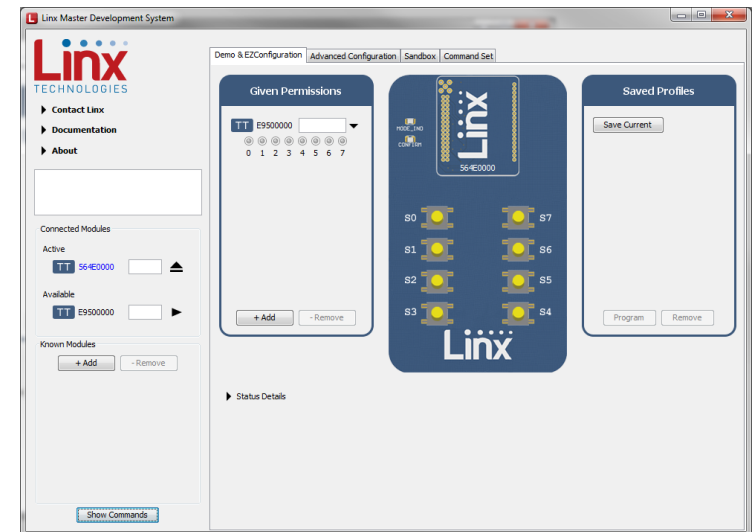 Linx Master Development System
Linx
TECHNOLOGIES
Contact Linx
Documentation
About
Connected Modules
Active
TT 564E0000
Available
TT E9500000
Known Modules
+ Add - Remove
Show Commands
Demo & EZConfiguration Advanced Configuration Sandbox Command Set
Given Permissions
TT E9500000
0 1 2 3 4 5 6 7
+ Add - Remove
MODE_IND
CONFIRM
Linx
564E0000
S0 S7
S1 S6
S2 S5
S3 S4
Linx
Saved Profiles
Save Current
Program Remove
Status Details